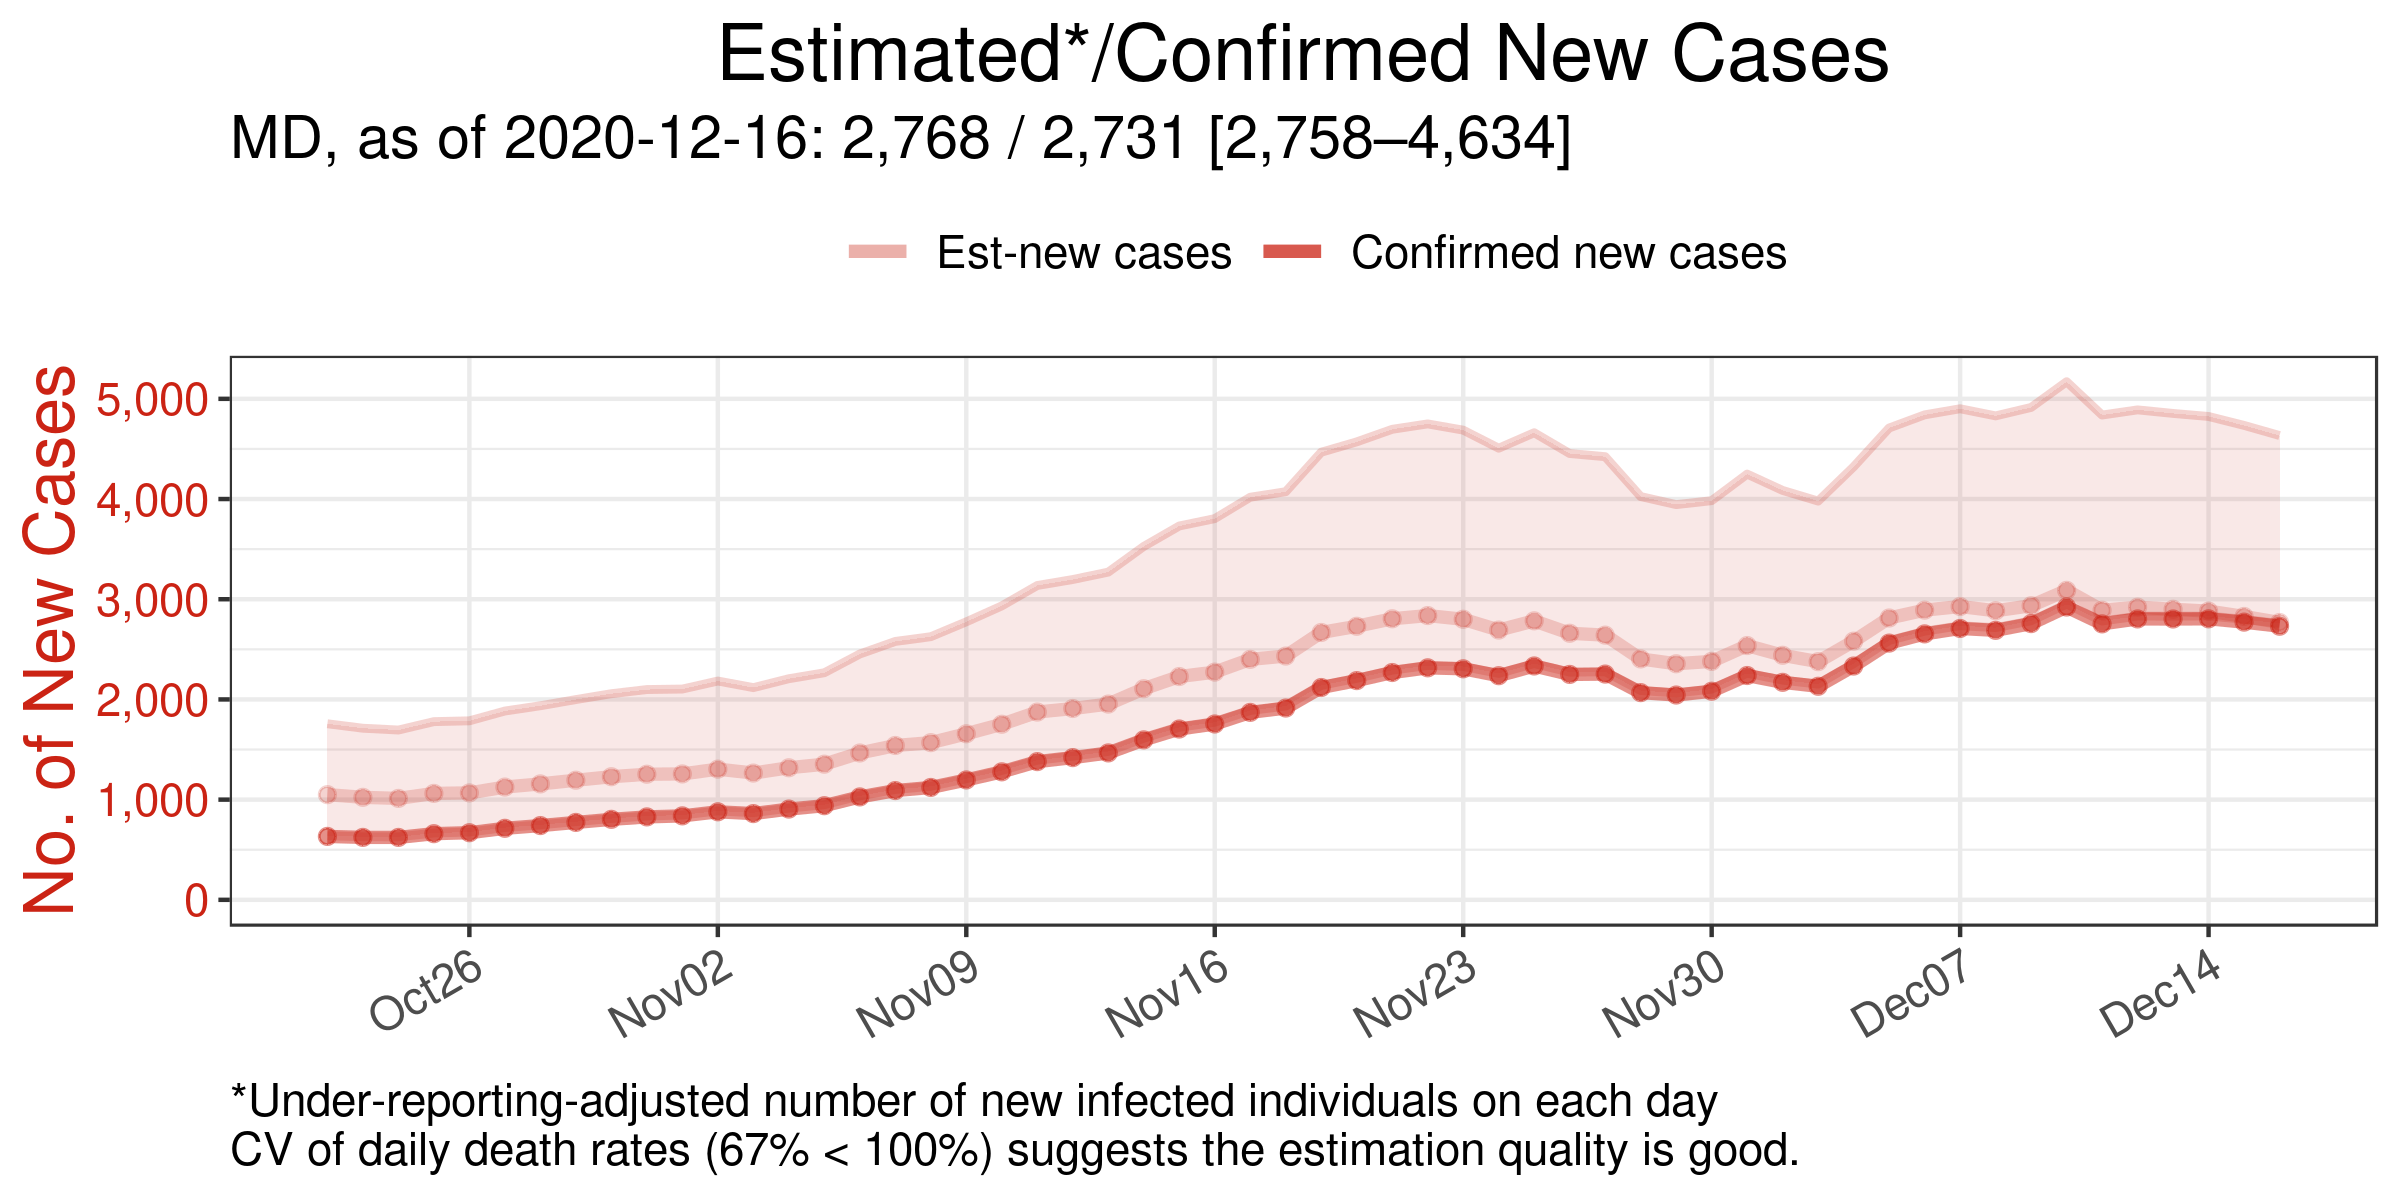 Estimated*/Confirmed New Cases
MD, as of 2020-12-16: 2,768 / 2,731 [2,758–4,634]
Est-new cases
Confirmed new cases
No. of New Cases
5,000
4,000
3,000
2,000
1,000
0
Oct26
Nov02
Nov09
Nov16
Nov23
Nov30
Dec07
Dec14
*Under-reporting-adjusted number of new infected individuals on each day
CV of daily death rates (67% < 100%) suggests the estimation quality is good.